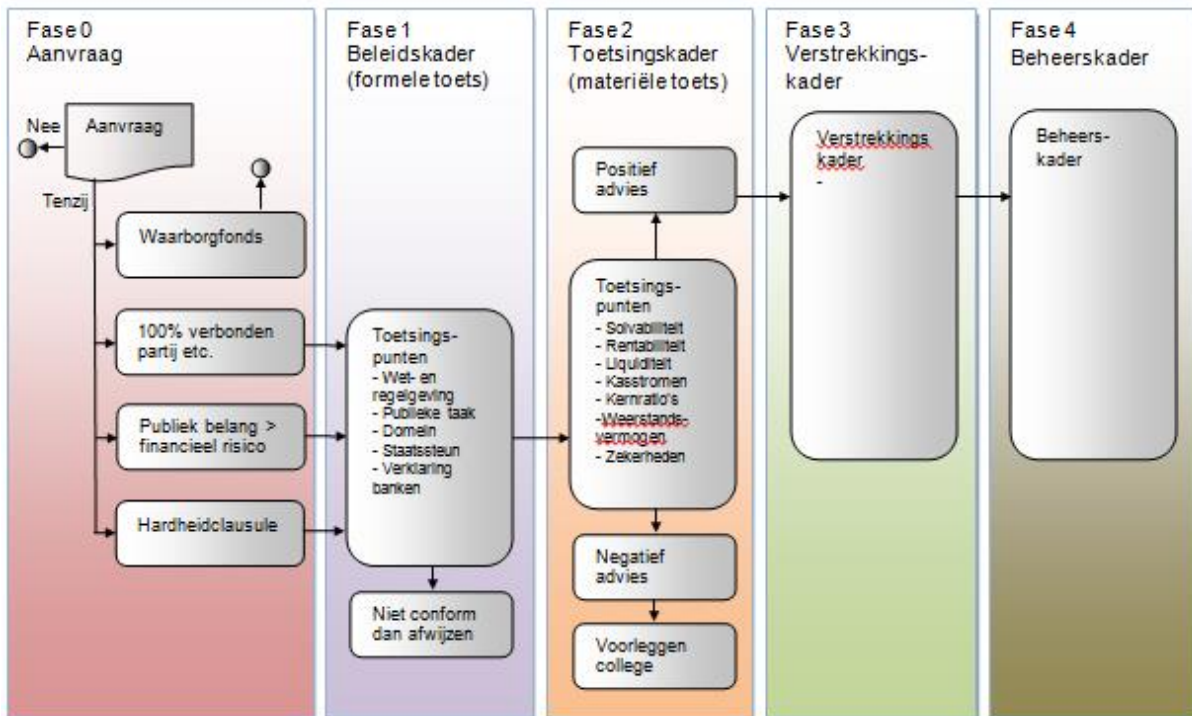 Fase 0
Aanvraag
Nee
Aanvraag
Tenzij
Waarborgfonds
100% verbonden
partij etc.
Publiek belang >
financieel risico
Hardheidclausule
Fase 1
Beleidskader
(formele toets)
Toetsings-
punten
- Wet- en
regelgeving
- Publieke taak
- Domein
- Staatssteun
- Verklaring
banken
Niet conform
dan afwijzen
Fase 2
Toetsingskader
(materiële toets)
Positief
advies
Toetsings-
punten
- Solvabiliteit
- Rentabiliteit
- Liquiditeit
- Kasstromen
- Kernratio's
-Weerstands-
vermogen
- Zekerheden
Negatief
advies
Voorleggen
college
Fase 3
Verstrekkings-
kader
Verstrekkings
kader
-
Fase 4
Beheerskader
Beheers-
kader